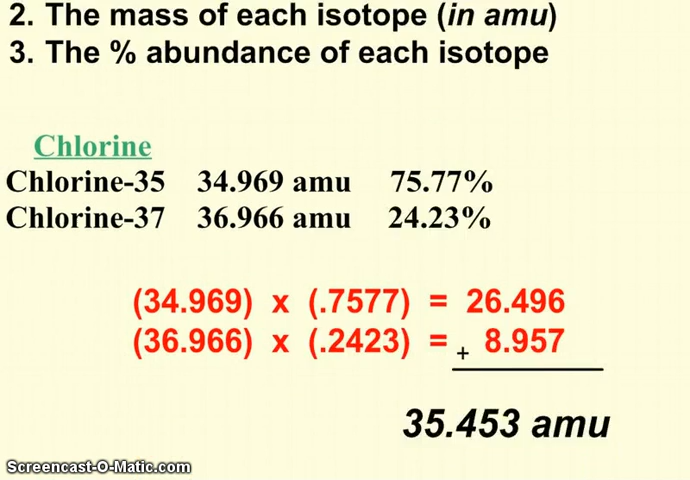 2. The mass of each isotope (in amu)
3. The % abundance of each isotope
Chlorine
Chlorine-35 34.969 amu 75.77%
Chlorine-37 36.966 amu 24.23%
(34.969) x (.7577) = 26.496
(36.966) x (.2423) = + 8.957
35.453 amu
Screencast-O-Matic.com